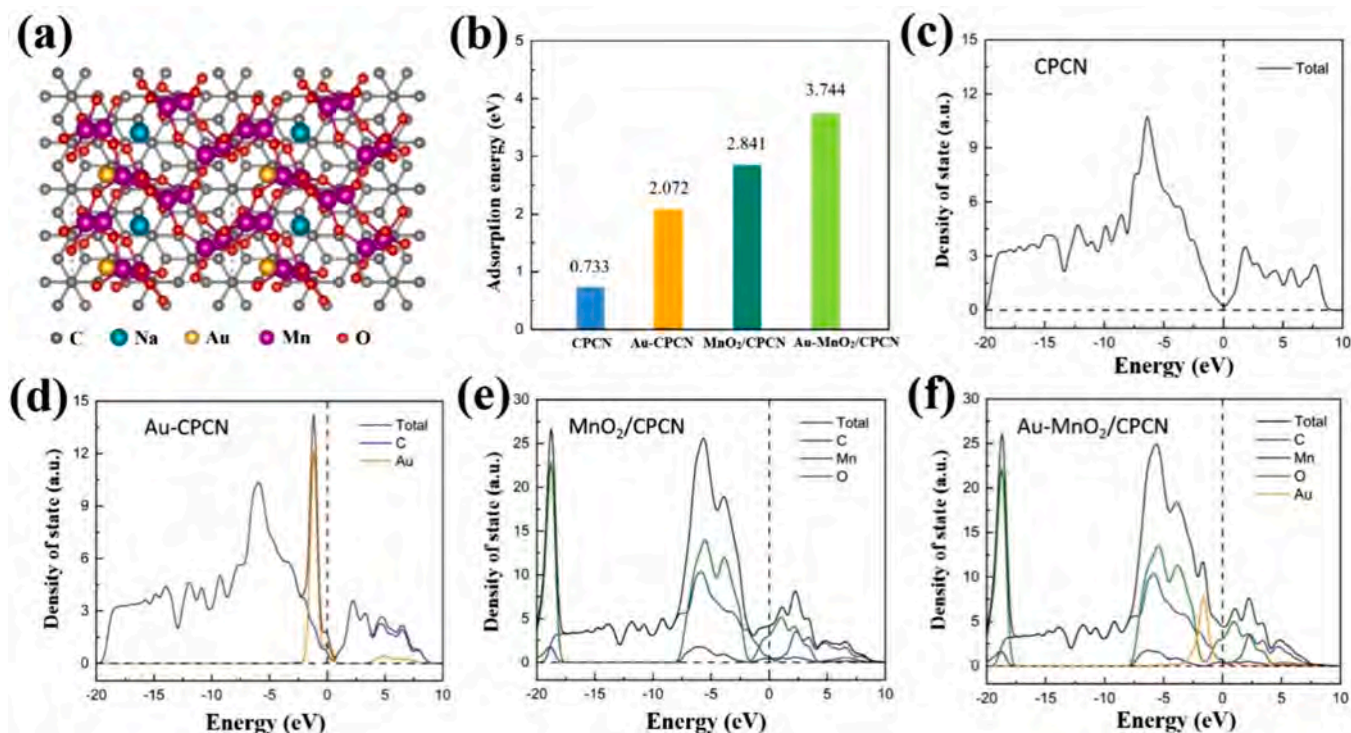 (a)
C Na Au Mn O
(b)
Adsorption energy (eV)
5
4
3
2
1
0
0.733
2.072
2.841
3.744
CPCN Au-CPCN MnO₂/CPCN Au-MnO₂/CPCN
(c)
CPCN
Total
Density of state (a.u.)
15
12
9
6
3
0
-20 -15 -10 -5 0 5 10
Energy (eV)
(d)
Au-CPCN
Total
C
Au
Density of state (a.u.)
15
12
9
6
3
0
-20 -15 -10 -5 0 5 10
Energy (eV)
(e)
MnO₂/CPCN
Total
C
Mn
O
Density of state (a.u.)
30
25
20
15
10
5
0
-20 -15 -10 -5 0 5 10
Energy (eV)
(f)
Au-MnO₂/CPCN
Total
C
Mn
O
Au
Density of state (a.u.)
30
25
20
15
10
5
0
-20 -15 -10 -5 0 5 10
Energy (eV)